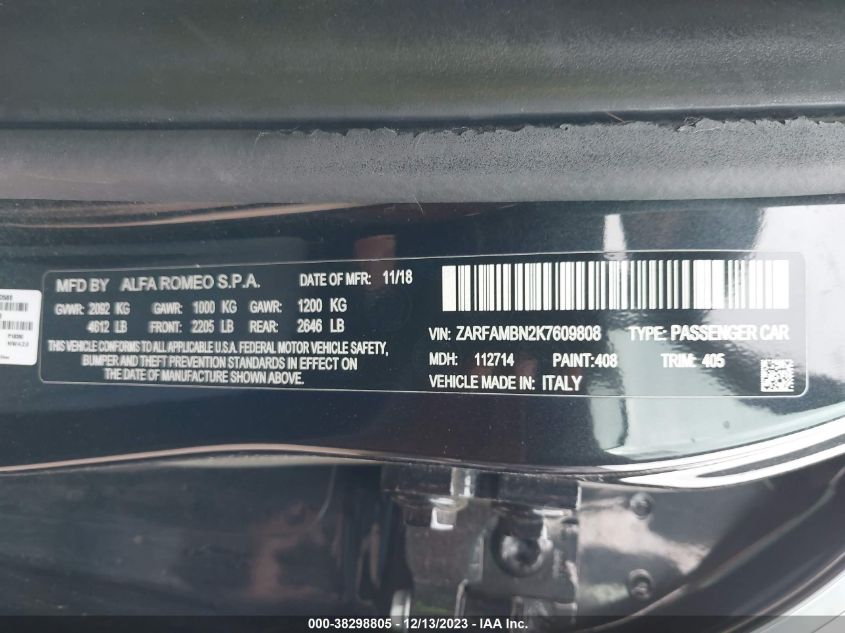 MFD BY ALFA ROMEO S.P.A. DATE OF MFR: 11/18
GVWR: 2092 KG GAWR: 1000 KG GAWR: 1200 KG
4612 LB FRONT: 2205 LB REAR: 2646 LB
THIS VEHICLE CONFORMS TO ALL APPLICABLE U.S.A. FEDERAL MOTOR VEHICLE SAFETY,
BUMPER AND THEFT PREVENTION STANDARDS IN EFFECT ON
THE DATE OF MANUFACTURE SHOWN ABOVE.
VIN: ZARFAMBN2K7609808 TYPE: PASSENGER CAR
MDH: 112714 PAINT:408 TRIM: 405
VEHICLE MADE IN: ITALY
000-38298805 - 12/13/2023 - IAA Inc.